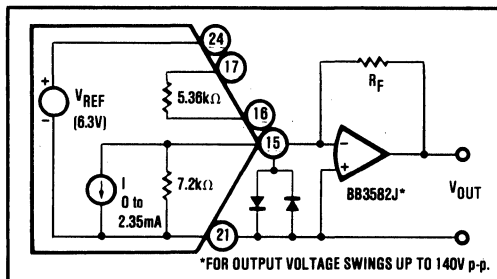 24
17
+
VREF
(6.3V)
−
5.36kΩ
16
15
RF
−
+
BB3582J*
I
0 to
2.35mA
7.2kΩ
21
VOUT
*FOR OUTPUT VOLTAGE SWINGS UP TO 140V p-p.